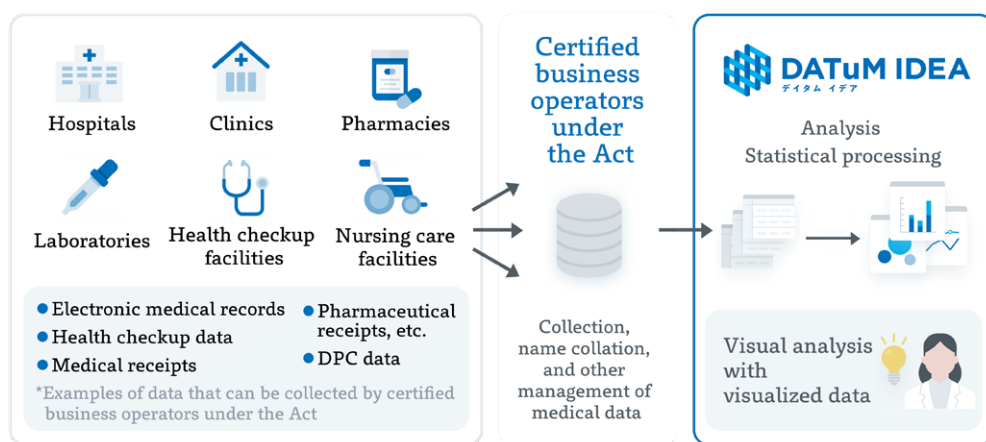 Hospitals
Clinics
Pharmacies
Laboratories
Health checkup
facilities
Nursing care
facilities
Electronic medical records
Health checkup data
Medical receipts
Pharmaceutical
receipts, etc.
DPC data
*Examples of data that can be collected by certified
business operators under the Act
Certified
business
operators
under
the Act
Collection,
name collation,
and other
management of
medical data
DATuM IDEA
デイタム イデア
Analysis
Statistical processing
Visual analysis
with
visualized data